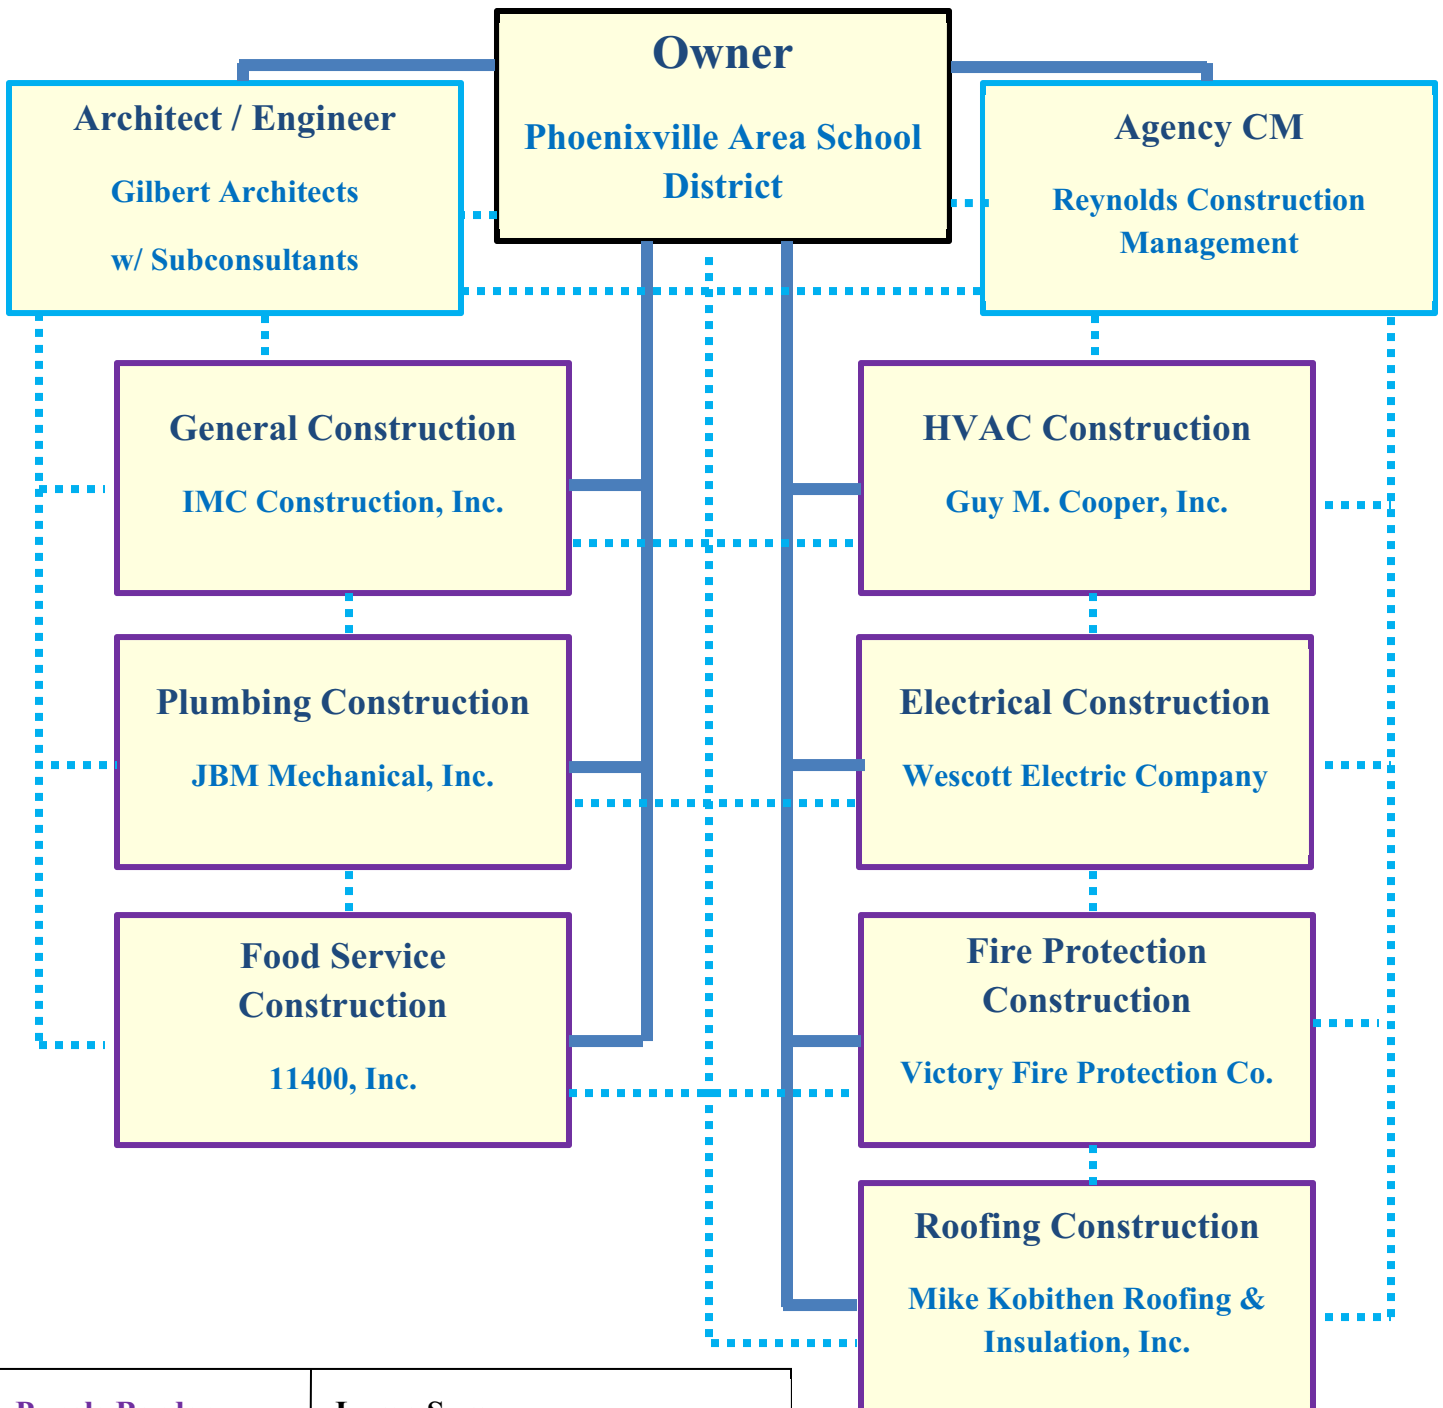 Owner
Phoenixville Area School
District
Architect / Engineer
Gilbert Architects
w/ Subconsultants
Agency CM
Reynolds Construction
Management
General Construction
IMC Construction, Inc.
HVAC Construction
Guy M. Cooper, Inc.
Plumbing Construction
JBM Mechanical, Inc.
Electrical Construction
Wescott Electric Company
Food Service
Construction
11400, Inc.
Fire Protection
Construction
Victory Fire Protection Co.
Roofing Construction
Mike Kobithen Roofing &
Insulation, Inc.